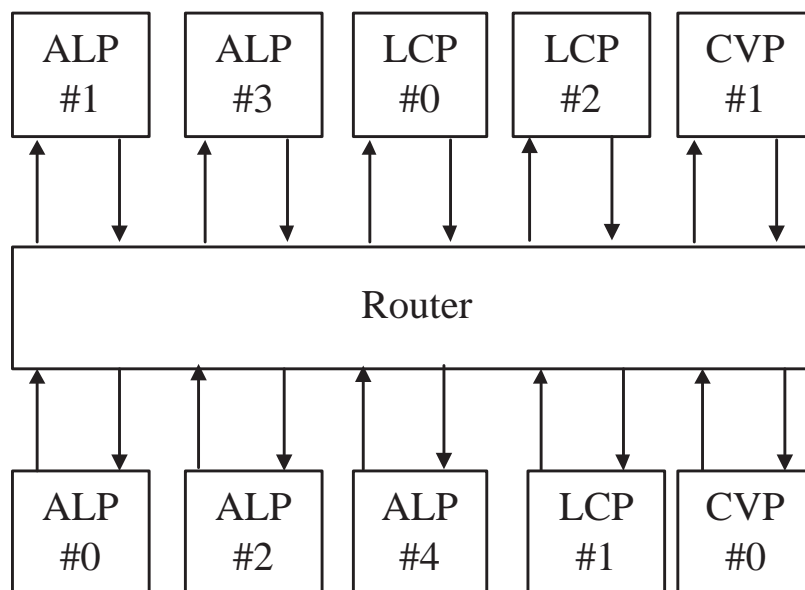 ALP
#1
ALP
#3
LCP
#0
LCP
#2
CVP
#1
Router
ALP
#0
ALP
#2
ALP
#4
LCP
#1
CVP
#0